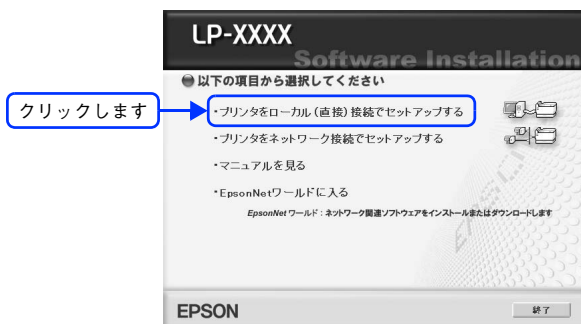 LP-XXXX
Software Installation
以下の項目から選択してください
クリックします
・プリンタをローカル(直接)接続でセットアップする
・プリンタをネットワーク接続でセットアップする
・マニュアルを見る
・EpsonNetワールドに入る
EpsonNet ワールド：ネットワーク関連ソフトウェアをインストールまたはダウンロードします
EPSON
EPSON
終了